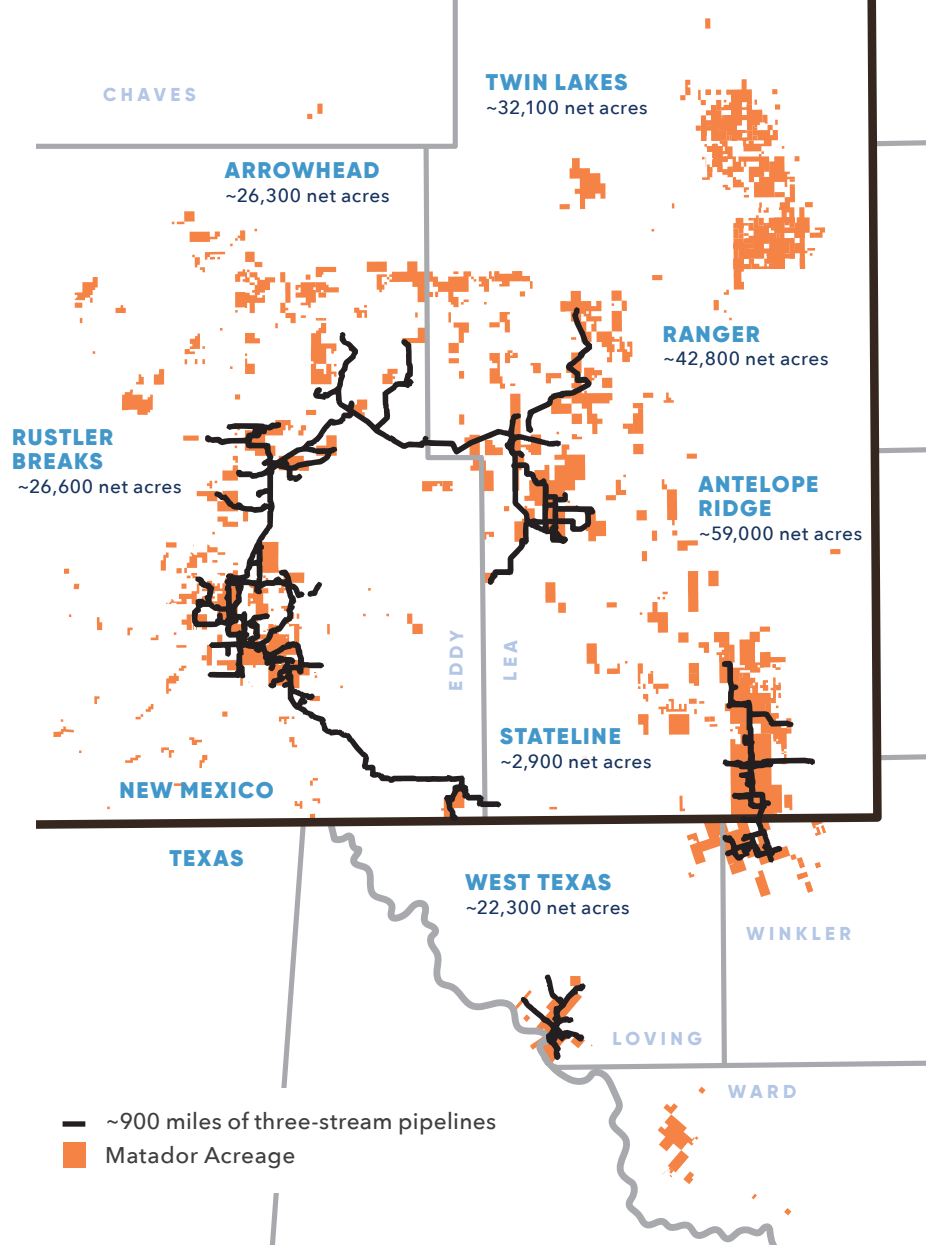 TWIN LAKES
~32,100 net acres
CHAVES
ARROWHEAD
~26,300 net acres
RANGER
~42,800 net acres
RUSTLER
BREAKS
~26,600 net acres
ANTELOPE
RIDGE
~59,000 net acres
EDDY
LEA
STATELINE
~2,900 net acres
NEW MEXICO
TEXAS
WEST TEXAS
~22,300 net acres
WINKLER
LOVING
WARD
~900 miles of three-stream pipelines
Matador Acreage